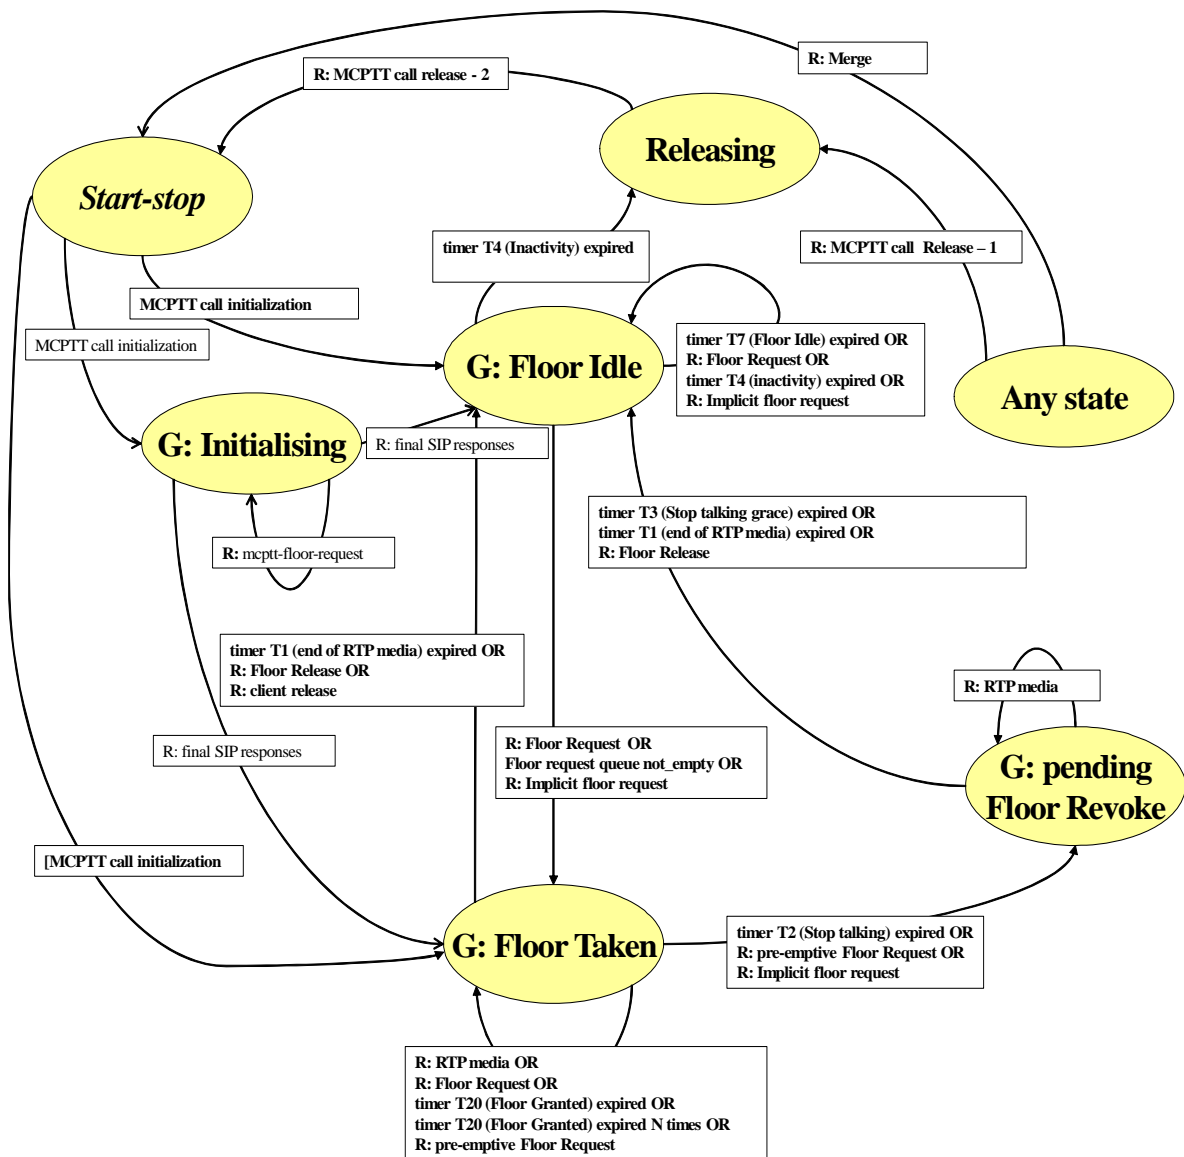 R: Merge
R: MCPTT call release - 2
Releasing
Start-stop
timer T4 (Inactivity) expired
R: MCPTT call Release – 1
MCPTT call initialization
MCPTT call initialization
G: Floor Idle
timer T7 (Floor Idle) expired OR
R: Floor Request OR
timer T4 (inactivity) expired OR
R: Implicit floor request
Any state
G: Initialising
R: final SIP responses
R: mcptt-floor-request
timer T3 (Stop talking grace) expired OR
timer T1 (end of RTP media) expired OR
R: Floor Release
timer T1 (end of RTP media) expired OR
R: Floor Release OR
R: client release
R: RTP media
R: final SIP responses
R: Floor Request OR
Floor request queue not_empty OR
R: Implicit floor request
G: pending
Floor Revoke
[MCPTT call initialization
G: Floor Taken
timer T2 (Stop talking) expired OR
R: pre-emptive Floor Request OR
R: Implicit floor request
R: RTP media OR
R: Floor Request OR
timer T20 (Floor Granted) expired OR
timer T20 (Floor Granted) expired N times OR
R: pre-emptive Floor Request